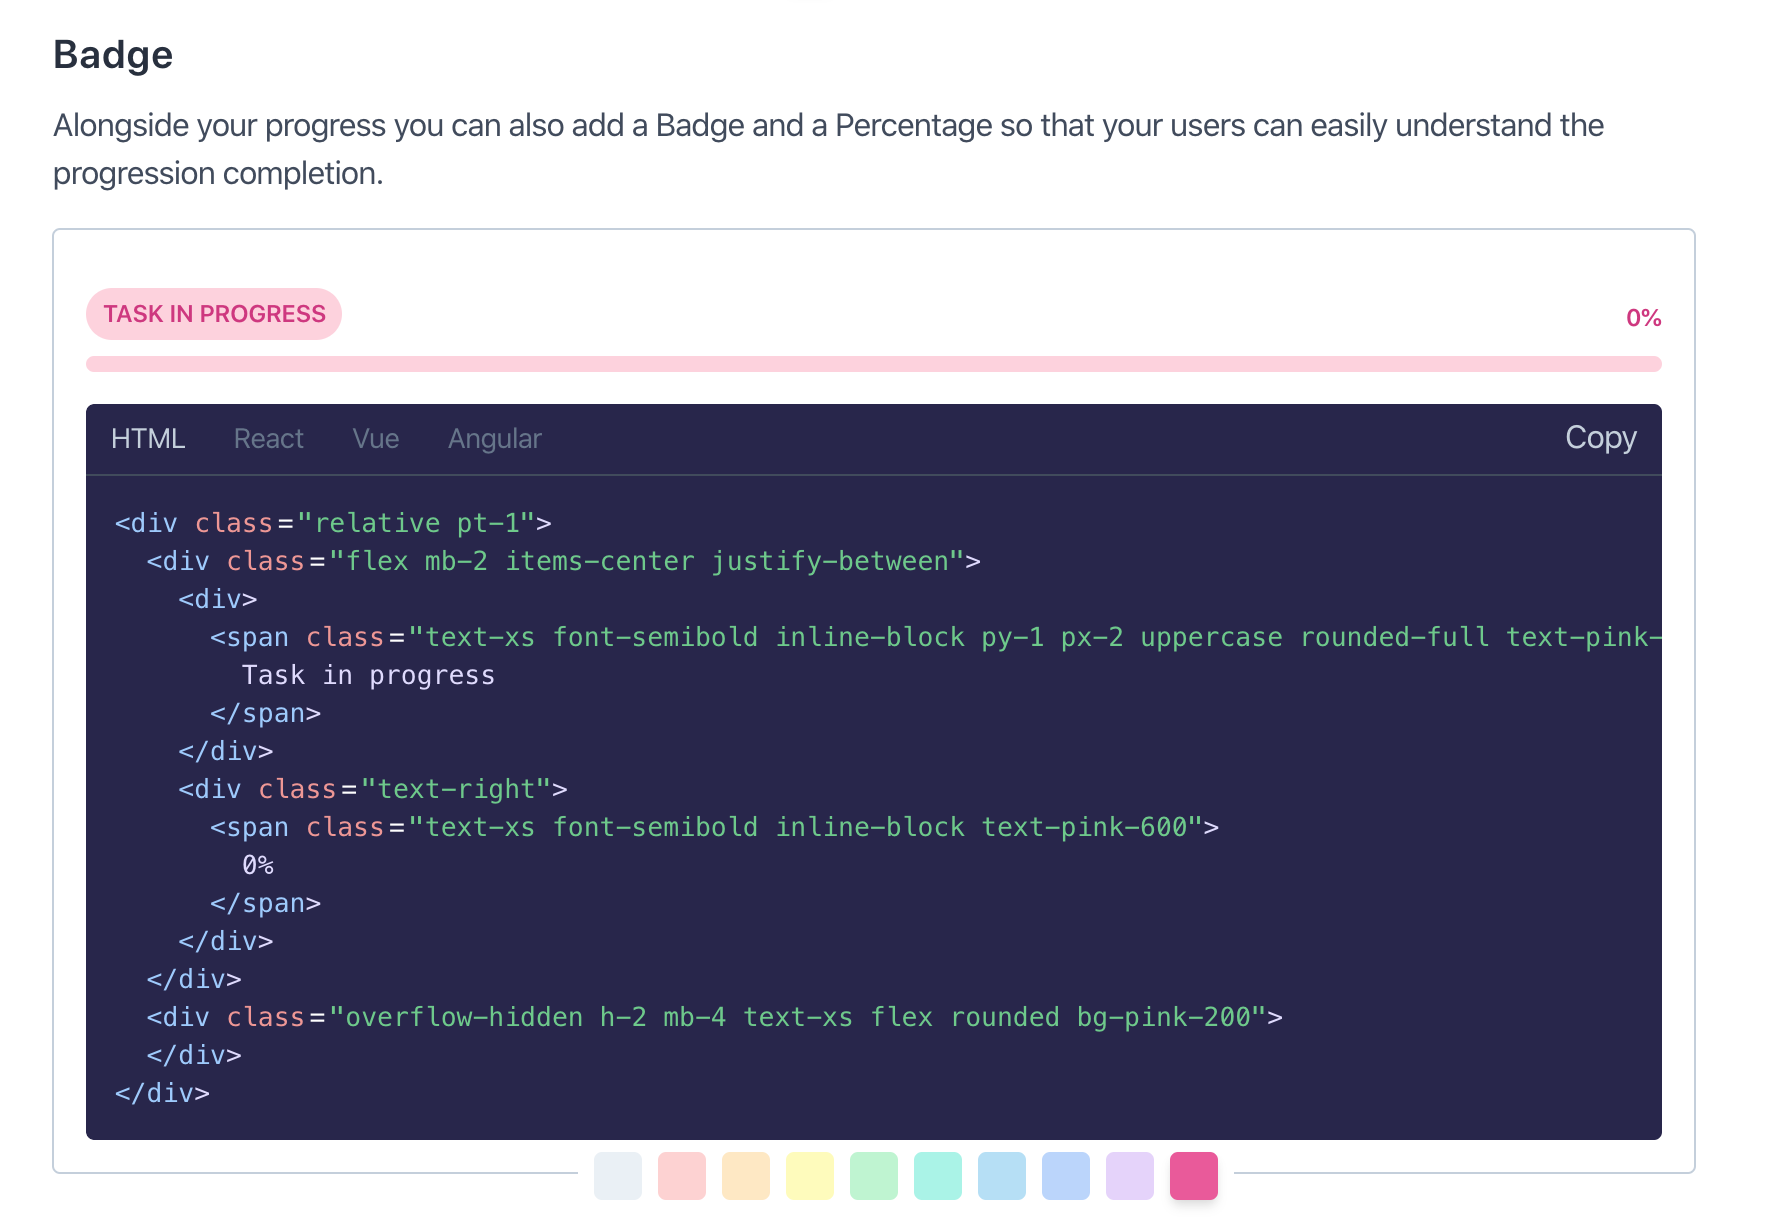 Badge
Alongside your progress you can also add a Badge and a Percentage so that your users can easily understand the
progression completion.
TASK IN PROGRESS
0%
HTML React Vue Angular Copy
<div class="relative pt-1">
  <div class="flex mb-2 items-center justify-between">
    <div>
      <span class="text-xs font-semibold inline-block py-1 px-2 uppercase rounded-full text-pink-
        Task in progress
      </span>
    </div>
    <div class="text-right">
      <span class="text-xs font-semibold inline-block text-pink-600">
        0%
      </span>
    </div>
  </div>
  <div class="overflow-hidden h-2 mb-4 text-xs flex rounded bg-pink-200">
  </div>
</div>